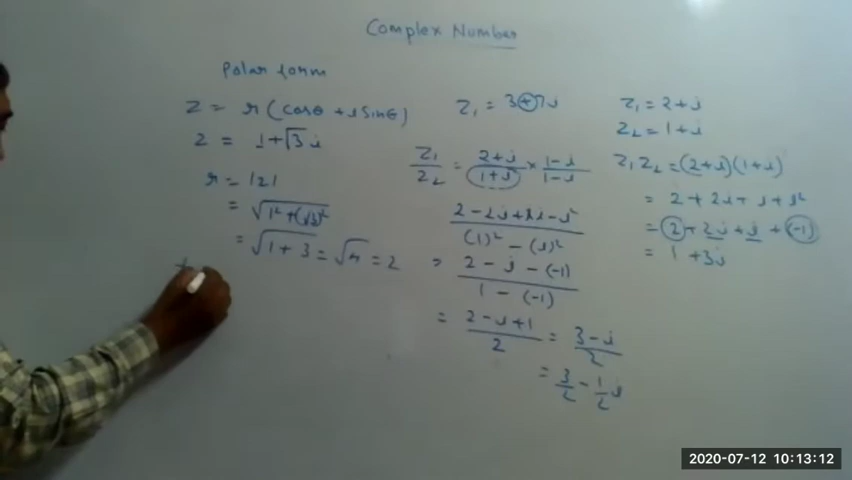 Complex Number
Polar form
Z = r(cosθ + i sinθ)
Z = 1+√3 i
r = |z|
= √1² + (√3)²
= √1 + 3 = √4 = 2
Z₁ = 3 + 7i
Z₁/Z₂ = 2+i/1+i × 1-i/1-i
2 - 2i + i - i²/(1)² - (i)²
= 2 - i - (-1)/1 - (-1)
= 2 - i + 1/2 = 3 - i/2
= 3/2 - 1/2 i
Z₁ = 2 + i
Z₂ = 1 + i
Z₁ Z₂ = (2+i)(1+i)
= 2 + 2i + i + i²
= 2 + 2i + i + (-1)
= 1 + 3i
2020-07-12 10:13:12